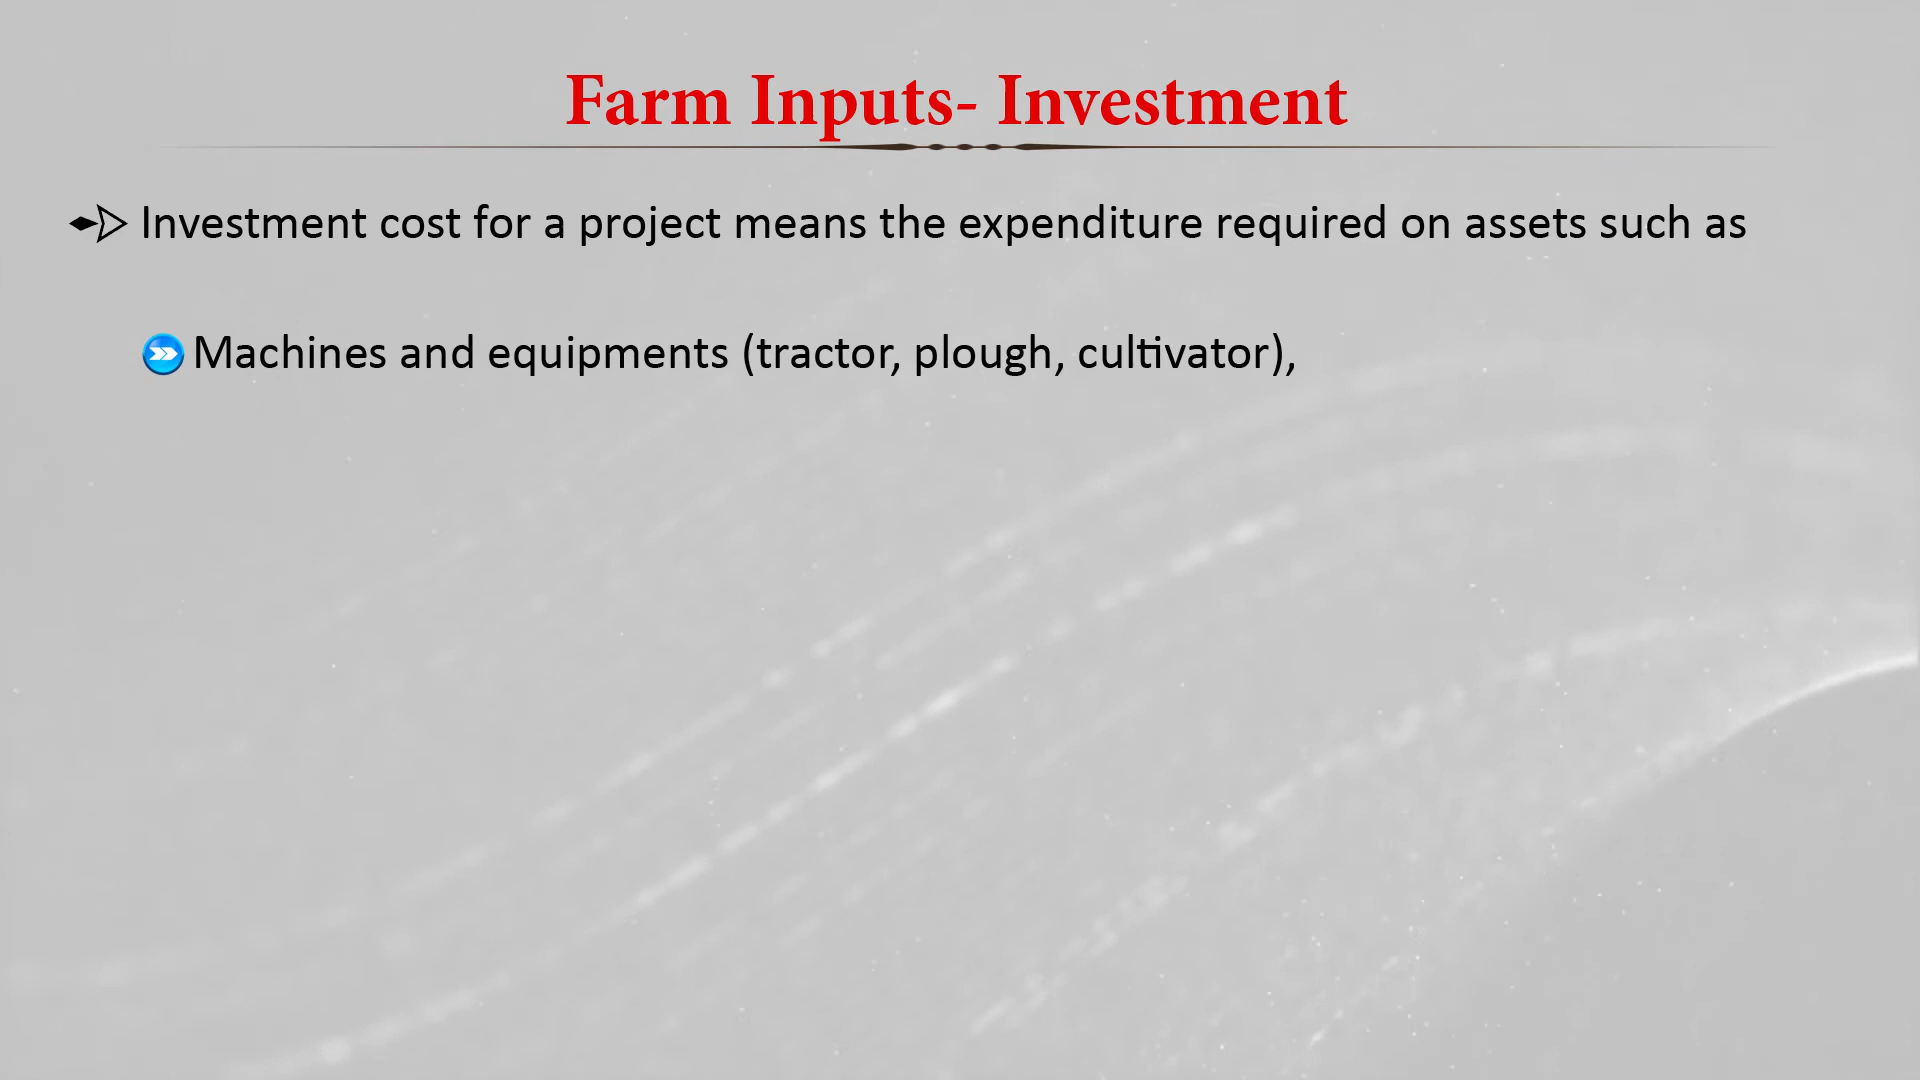 Farm Inputs- Investment
Investment cost for a project means the expenditure required on assets such as
Machines and equipments (tractor, plough, cultivator),